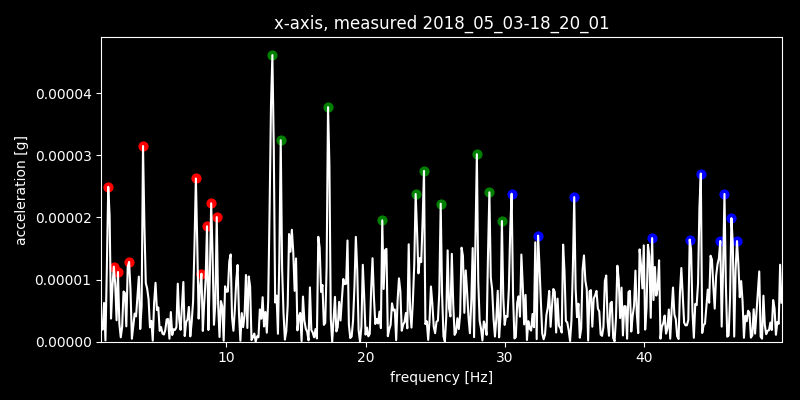 x-axis, measured 2018_05_03-18_20_01
0.00004
0.00003
0.00002
0.00001
0.00000
acceleration [g]
10 20 30 40
frequency [Hz]